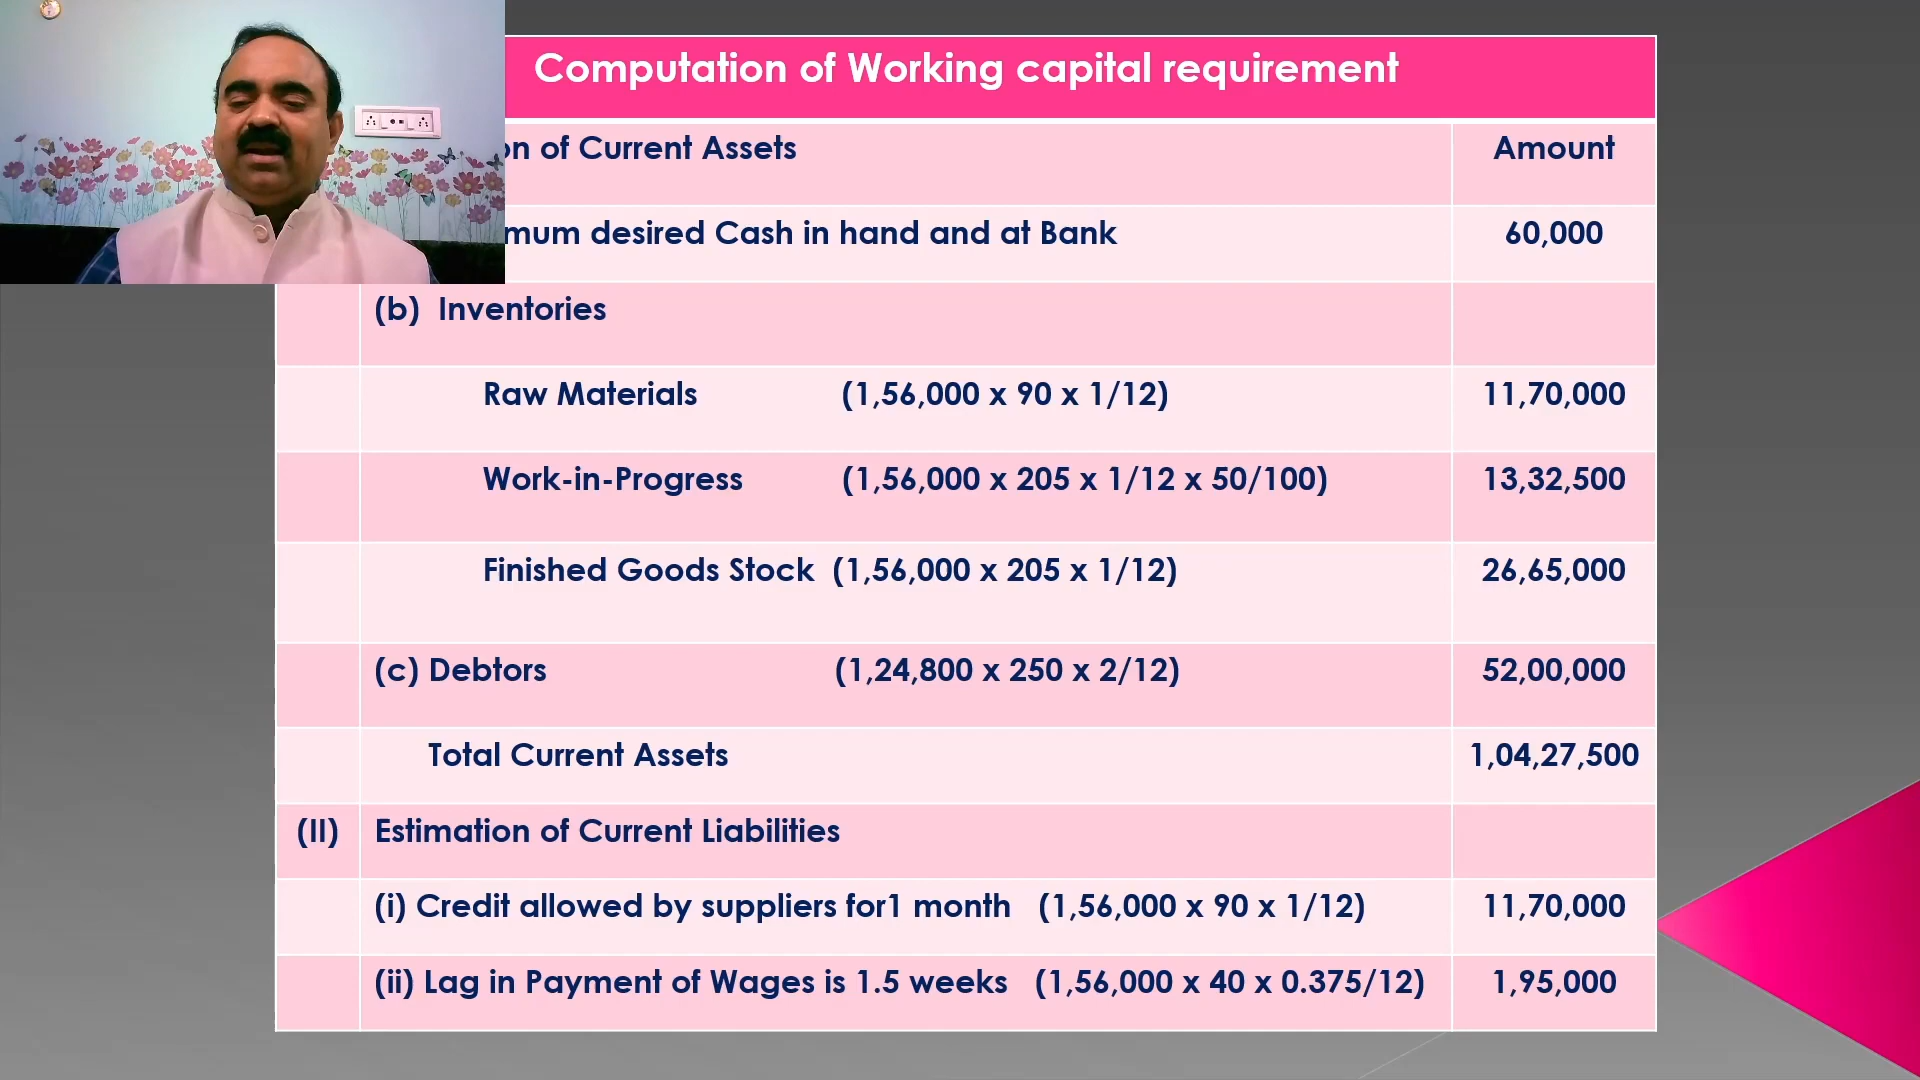 Computation of Working capital requirement
of Current Assets Amount
desired Cash in hand and at Bank 60,000
(b) Inventories
Raw Materials (1,56,000 x 90 x 1/12) 11,70,000
Work-in-Progress (1,56,000 x 205 x 1/12 x 50/100) 13,32,500
Finished Goods Stock (1,56,000 x 205 x 1/12) 26,65,000
(c) Debtors (1,24,800 x 250 x 2/12) 52,00,000
Total Current Assets 1,04,27,500
(II) Estimation of Current Liabilities
(i) Credit allowed by suppliers for1 month (1,56,000 x 90 x 1/12) 11,70,000
(ii) Lag in Payment of Wages is 1.5 weeks (1,56,000 x 40 x 0.375/12) 1,95,000